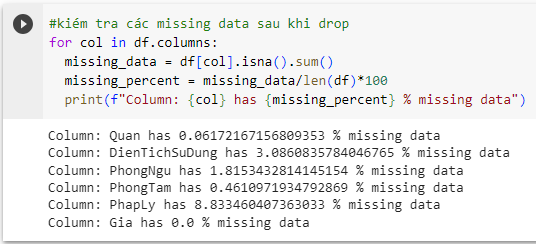 #kiểm tra các missing data sau khi drop
for col in df.columns:
missing_data = df[col].isna().sum()
missing_percent = missing_data/len(df)*100
print(f"Column: {col} has {missing_percent} % missing data")
Column: Quan has 0.06172167156809353 % missing data
Column: DienTichSuDung has 3.0860835784046765 % missing data
Column: PhongNgu has 1.8153432814145154 % missing data
Column: PhongTam has 0.4610971934792869 % missing data
Column: PhapLy has 8.833460407363033 % missing data
Column: Gia has 0.0 % missing data